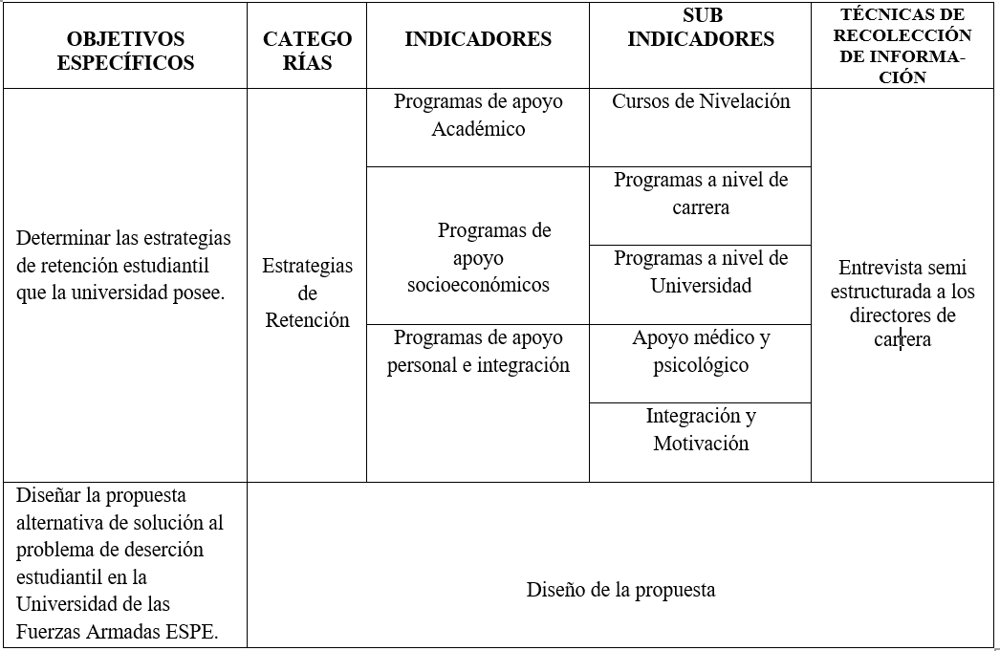 OBJETIVOS
ESPECÍFICOS
CATEGO
RÍAS
INDICADORES
SUB
INDICADORES
TÉCNICAS DE
RECOLECCIÓN
DE INFORMA-
CIÓN
Determinar las estrategias
de retención estudiantil
que la universidad posee.
Estrategias
de
Retención
Programas de apoyo
Académico
Cursos de Nivelación
Programas de
apoyo
socioeconómicos
Programas a nivel de
carrera
Programas a nivel de
Universidad
Programas de apoyo
personal e integración
Apoyo médico y
psicológico
Integración y
Motivación
Entrevista semi
estructurada a los
directores de
carrera
Diseñar la propuesta
alternativa de solución al
problema de deserción
estudiantil en la
Universidad de las
Fuerzas Armadas ESPE.
Diseño de la propuesta